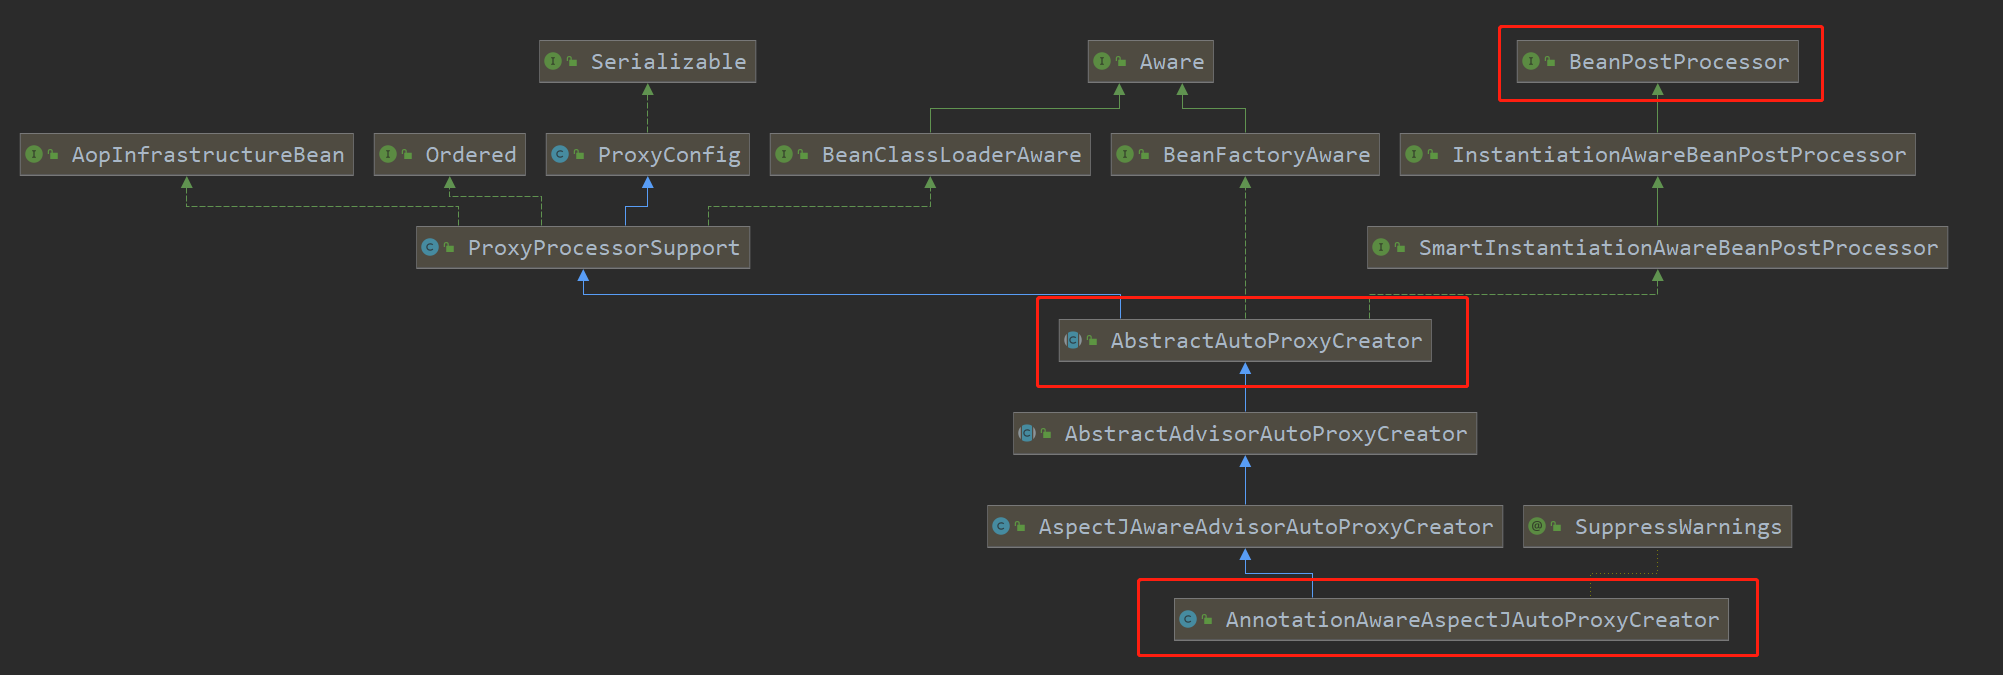 Serializable
Aware
BeanPostProcessor
AopInfrastructureBean
Ordered
ProxyConfig
BeanClassLoaderAware
BeanFactoryAware
InstantiationAwareBeanPostProcessor
ProxyProcessorSupport
SmartInstantiationAwareBeanPostProcessor
AbstractAutoProxyCreator
AbstractAdvisorAutoProxyCreator
AspectJAwareAdvisorAutoProxyCreator
SuppressWarnings
AnnotationAwareAspectJAutoProxyCreator